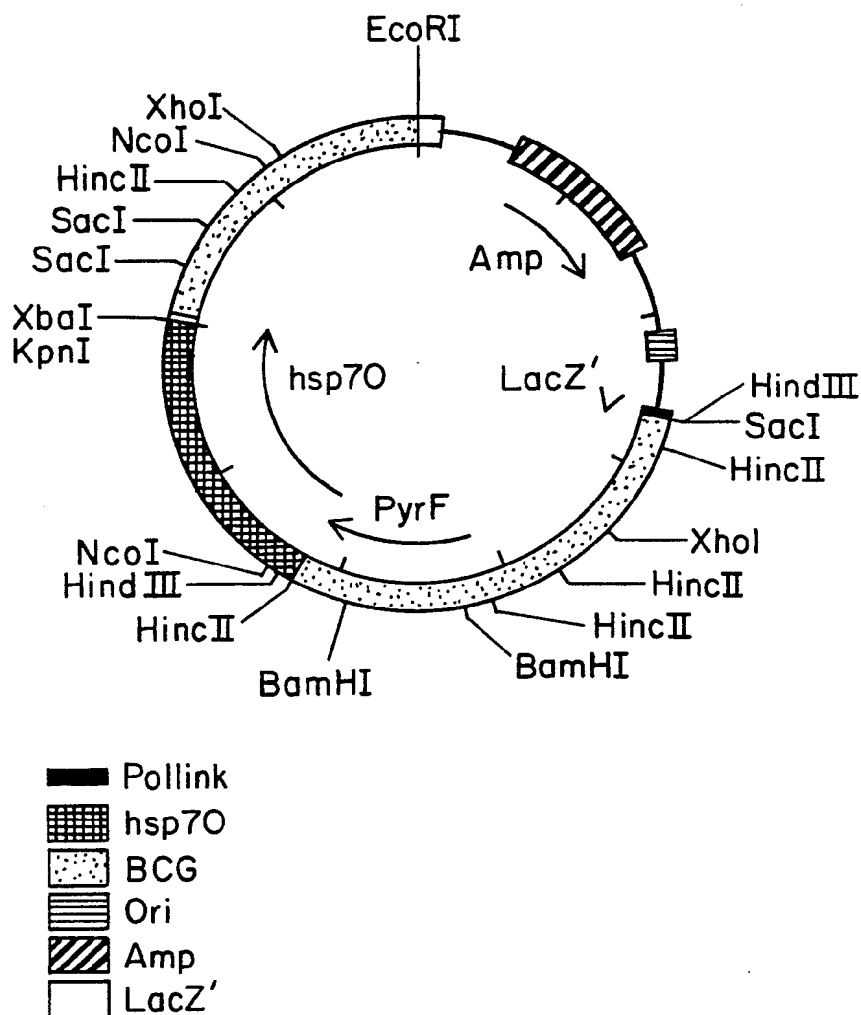 EcoRI
XhoI
NcoI
HincII
SacI
SacI
XbaI
KpnI
Amp
hsp70
LacZ'
HindIII
SacI
HincII
PyrF
XhoI
NcoI
HindIII
HincII
HincII
HincII
BamHI
BamHI
Pollink
hsp70
BCG
Ori
Amp
LacZ'